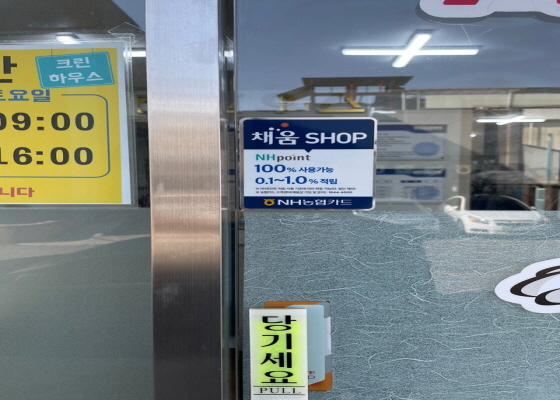 크린
하우스
토요일
09:00
16:00
니다
채움 SHOP
NHpoint
100% 사용가능
0.1~1.0% 적립
NH농협카드
당기세요
PULL